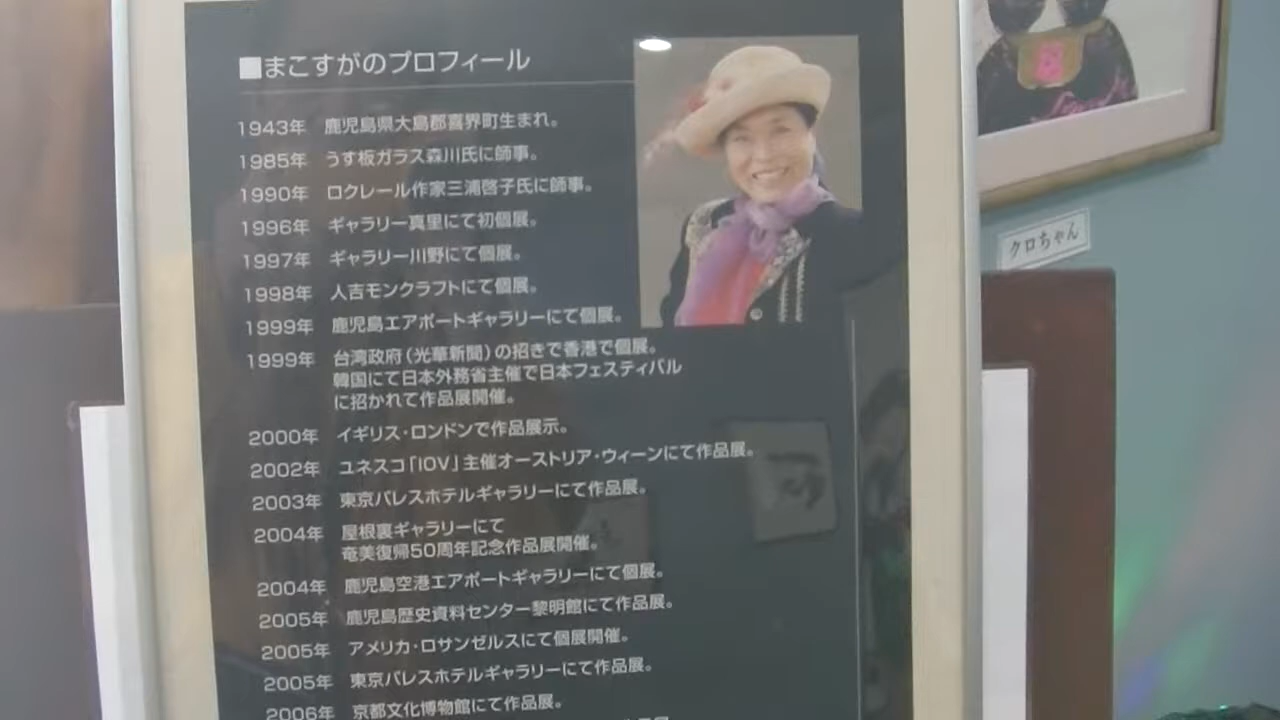 ■まこすがのプロフィール
1943年 鹿児島県大島郡喜界町生まれ。
1985年 うす板ガラス森川氏に師事。
1990年 ロクレール作家三浦啓子氏に師事。
1996年 ギャラリー真里にて初個展。
1997年 ギャラリー川野にて個展。
1998年 人吉モンクラフトにて個展。
1999年 鹿児島エアポートギャラリーにて個展。
1999年 台湾政府(光華新聞)の招きで香港で個展。
韓国にて日本外務省主催で日本フェスティバル
に招かれて作品展開催。
2000年 イギリス・ロンドンで作品展示。
2002年 ユネスコ「IOV」主催オーストリア・ウィーンにて作品展。
2003年 東京パレスホテルギャラリーにて作品展。
2004年 屋根裏ギャラリーにて
奄美復帰50周年記念作品展開催。
2004年 鹿児島空港エアポートギャラリーにて個展。
2005年 鹿児島歴史資料センター黎明館にて作品展。
2005年 アメリカ・ロサンゼルスにて個展開催。
2005年 東京パレスホテルギャラリーにて作品展。
2006年 京都文化博物館にて作品展。
クロちゃん